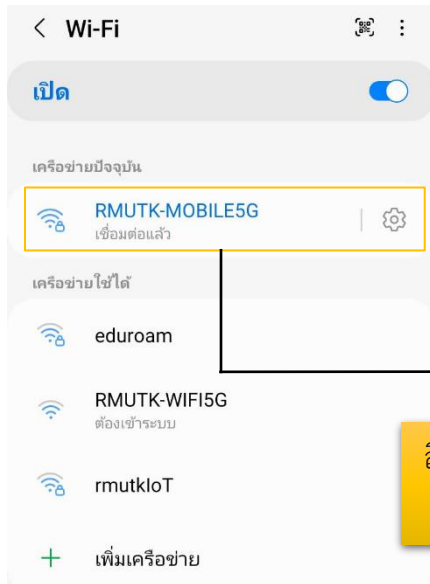 Wi-Fi
เปิด
เครือข่ายปัจจุบัน
RMUTK-MOBILE5G
เชื่อมต่อแล้ว
เครือข่ายใช้ได้
eduroam
RMUTK-WIFI5G
ต้องเข้าระบบ
rmutkIoT
เพิ่มเครือข่าย